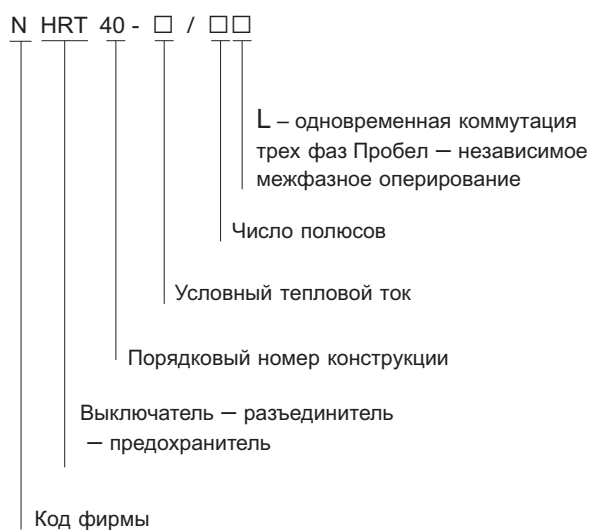 N HRT 40 - □ / □□
L – одновременная коммутация
трех фаз Пробел — независимое
межфазное оперирование
Число полюсов
Условный тепловой ток
Порядковый номер конструкции
Выключатель — разъединитель
— предохранитель
Код фирмы